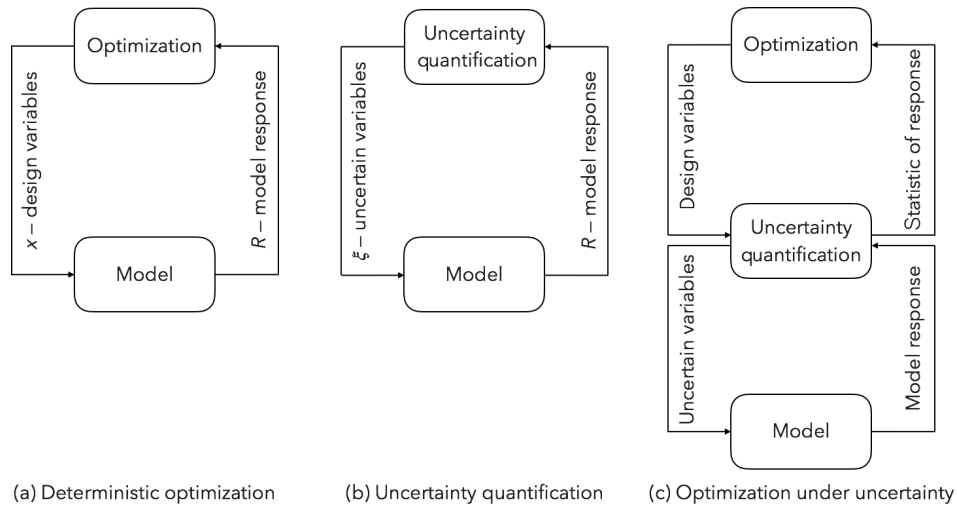 Optimization
x – design variables
R – model response
Model
(a) Deterministic optimization
Uncertainty
quantification
ξ – uncertain variables
R – model response
Model
(b) Uncertainty quantification
Optimization
Design variables
Statistic of response
Uncertainty
quantification
Uncertain variables
Model response
Model
(c) Optimization under uncertainty